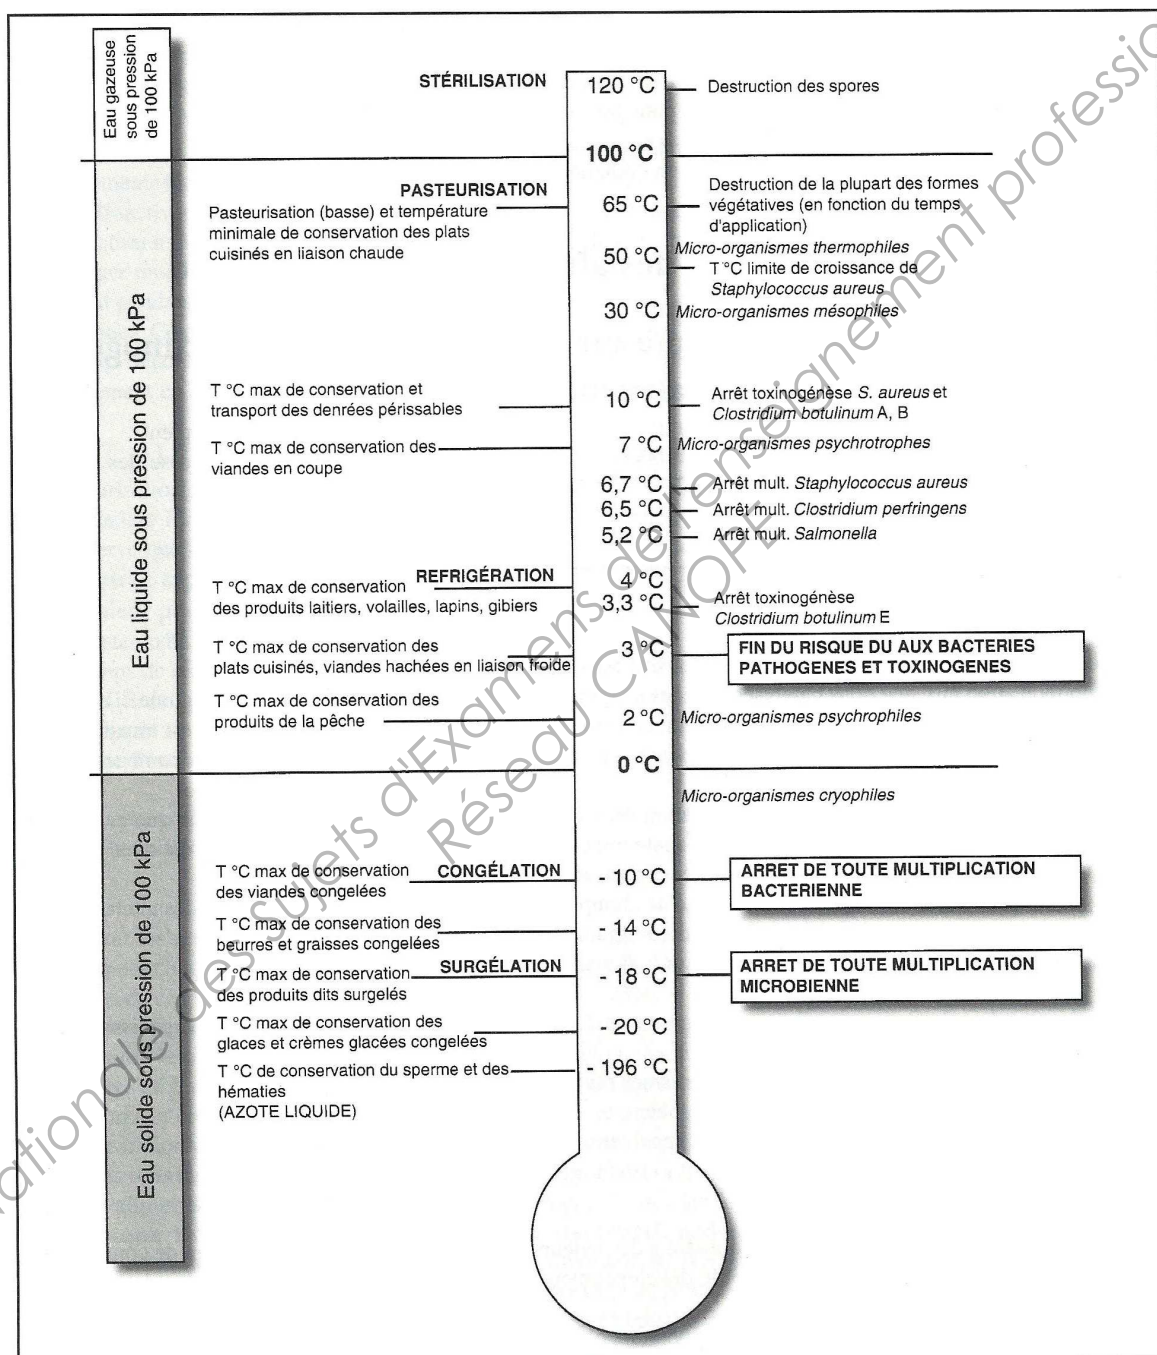 Eau gazeuse
sous pression
de 100 kPa
STÉRILISATION
120 °C
Destruction des spores
100 °C
PASTEURISATION
Pasteurisation (basse) et température
minimale de conservation des plats
cuisinés en liaison chaude
65 °C
Destruction de la plupart des formes
végétatives (en fonction du temps
d'application)
50 °C
Micro-organismes thermophiles
T °C limite de croissance de
Staphylococcus aureus
30 °C
Micro-organismes mésophiles
Eau liquide sous pression de 100 kPa
T °C max de conservation et
transport des denrées périssables
10 °C
Arrêt toxinogénèse S. aureus et
Clostridium botulinum A, B
T °C max de conservation des
viandes en coupe
7 °C
Micro-organismes psychrotrophes
6,7 °C
Arrêt mult. Staphylococcus aureus
6,5 °C
Arrêt mult. Clostridium perfringens
5,2 °C
Arrêt mult. Salmonella
REFRIGÉRATION
T °C max de conservation
des produits laitiers, volailles, lapins, gibiers
4 °C
3,3 °C
Arrêt toxinogénèse
Clostridium botulinum E
T °C max de conservation des
plats cuisinés, viandes hachées en liaison froide
3 °C
FIN DU RISQUE DU AUX BACTERIES
PATHOGENES ET TOXINOGENES
T °C max de conservation des
produits de la pêche
2 °C
Micro-organismes psychrophiles
0 °C
Micro-organismes cryophiles
Eau solide sous pression de 100 kPa
T °C max de conservation
des viandes congelées
CONGÉLATION
- 10 °C
ARRET DE TOUTE MULTIPLICATION
BACTERIENNE
T °C max de conservation des
beurres et graisses congelées
- 14 °C
SURGÉLATION
T °C max de conservation
des produits dits surgelés
- 18 °C
ARRET DE TOUTE MULTIPLICATION
MICROBIENNE
T °C max de conservation des
glaces et crèmes glacées congelées
- 20 °C
T °C de conservation du sperme et des
hématies
(AZOTE LIQUIDE)
- 196 °C
ationale des Sujets d'Examens de l'enseignement professio
Réseau CANOPE